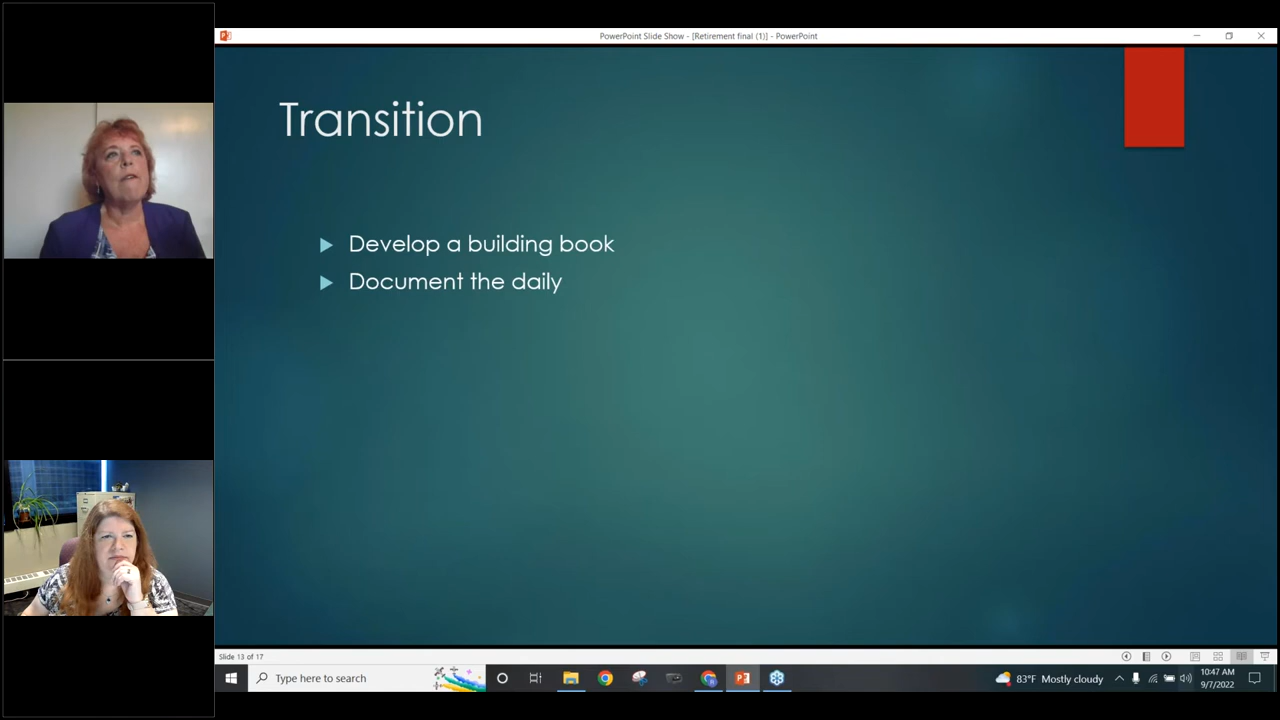 PowerPoint Slide Show - [Retirement final (1)] - PowerPoint
Transition
Develop a building book
Document the daily
Slide 13 of 17
Type here to search
83°F Mostly cloudy
10:47 AM
9/7/2022